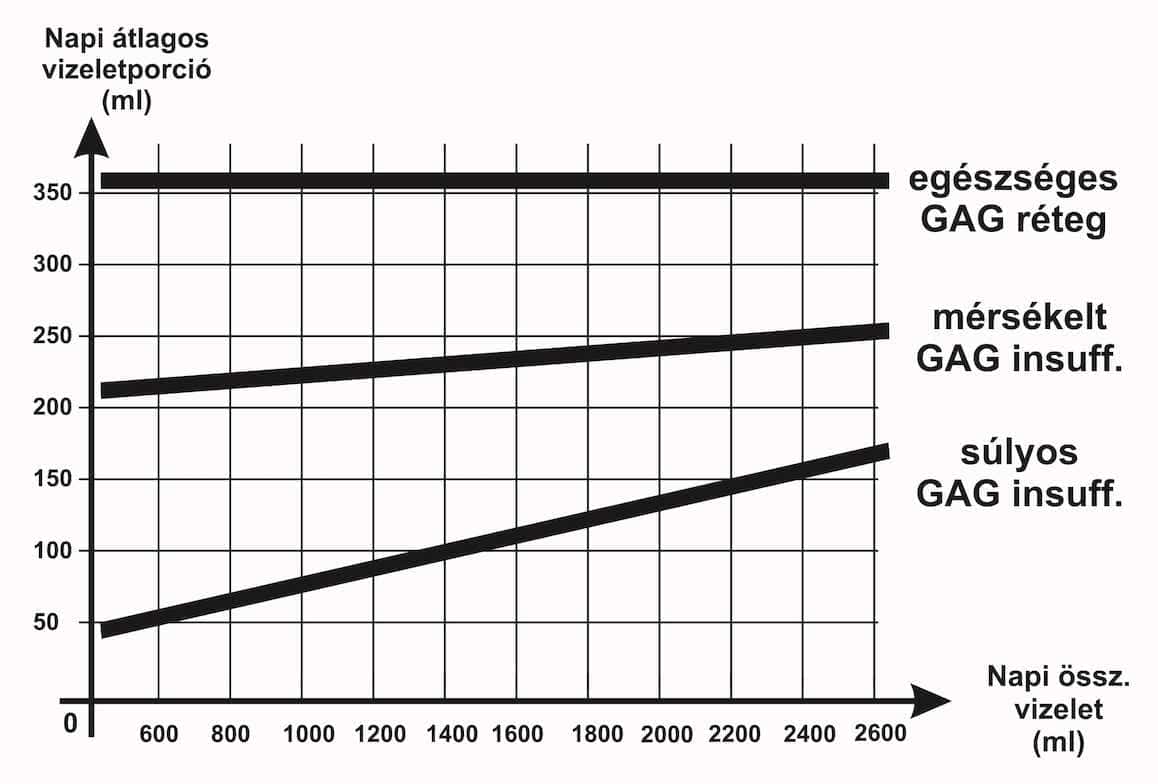 Napi átlagos
vizeletporció
(ml)
350
300
250
200
150
100
50
0
egészséges
GAG réteg
mérsékelt
GAG insuff.
súlyos
GAG insuff.
600 800 1000 1200 1400 1600 1800 2000 2200 2400 2600
Napi össz.
vizelet
(ml)